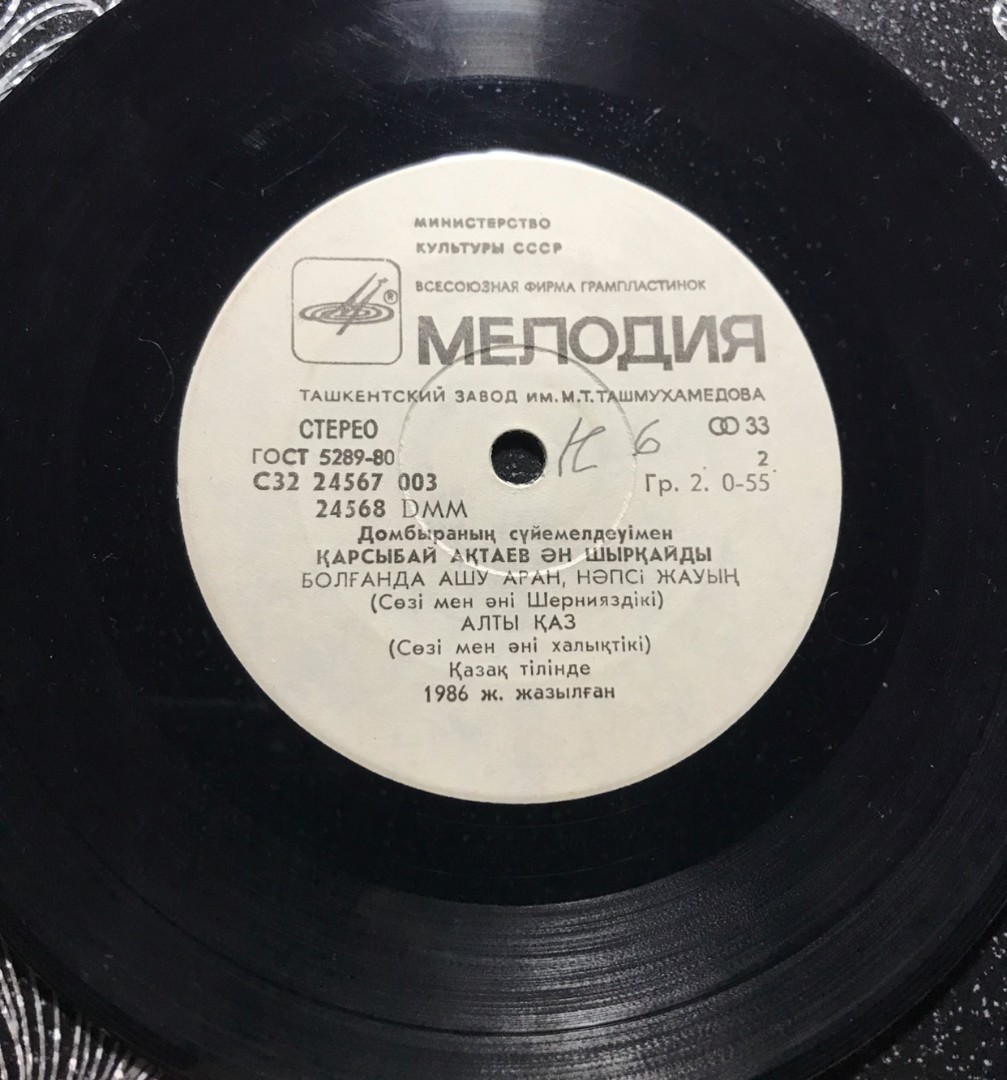 МИНИСТЕРСТВО
КУЛЬТУРЫ СССР
ВСЕСОЮЗНАЯ ФИРМА ГРАМПЛАСТИНОК
®
МЕЛОДИЯ
ТАШКЕНТСКИЙ ЗАВОД ИМ. М.Т.ТАШМУХАМЕДОВА
СТЕРЕО 33
ГОСТ 5289-80 2
С32 24567 003 Гр. 2. 0-55
24568 DMM
Домбыраның сүйемелдеуімен
ҚАРСЫБАЙ АҚТАЕВ ӘН ШЫРҚАЙДЫ
БОЛҒАНДА АШУ АРАН, НӘПСІ ЖАУЫҢ
(Сөзі мен әні Шернияздікі)
АЛТЫ ҚАЗ
(Сөзі мен әні халықтікі)
Қазақ тілінде
1986 ж. жазылған